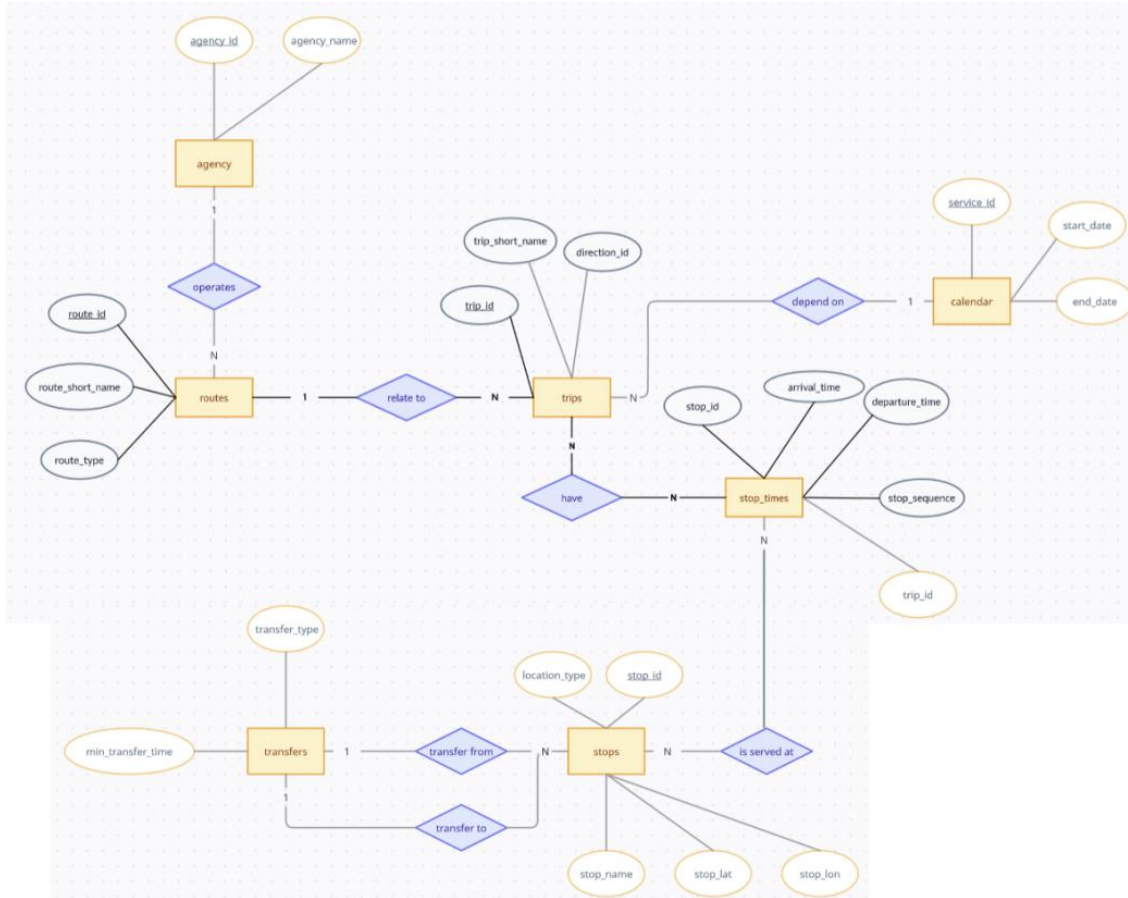 agency_id
agency_name
agency
1
operates
N
route_id
route_short_name
route_type
routes
1
relate to
N
trip_short_name
direction_id
trip_id
trips
N
depend on
1
calendar
service_id
start_date
end_date
N
have
N
stop_id
arrival_time
departure_time
stop_times
stop_sequence
trip_id
N
transfer_type
min_transfer_time
transfers
1
transfer from
N
1
transfer to
location_type
stop_id
stops
N
is served at
stop_name
stop_lat
stop_lon